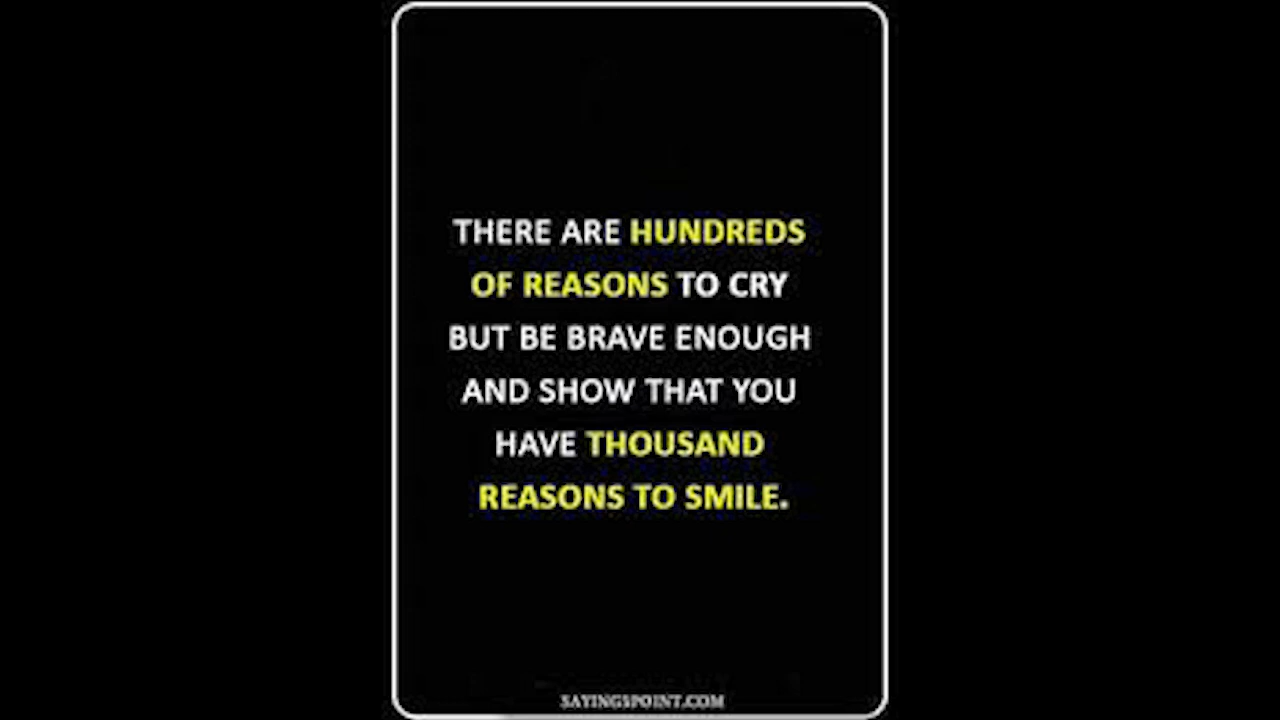 THERE ARE HUNDREDS
OF REASONS TO CRY
BUT BE BRAVE ENOUGH
AND SHOW THAT YOU
HAVE THOUSAND
REASONS TO SMILE.
SAYINGSPOINT.COM